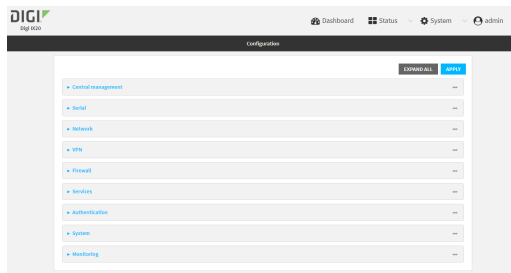 DIGI
Digi IX20
Dashboard
Status
System
admin
Configuration
EXPAND ALL
APPLY
Central management
Serial
Network
VPN
Firewall
Services
Authentication
System
Monitoring